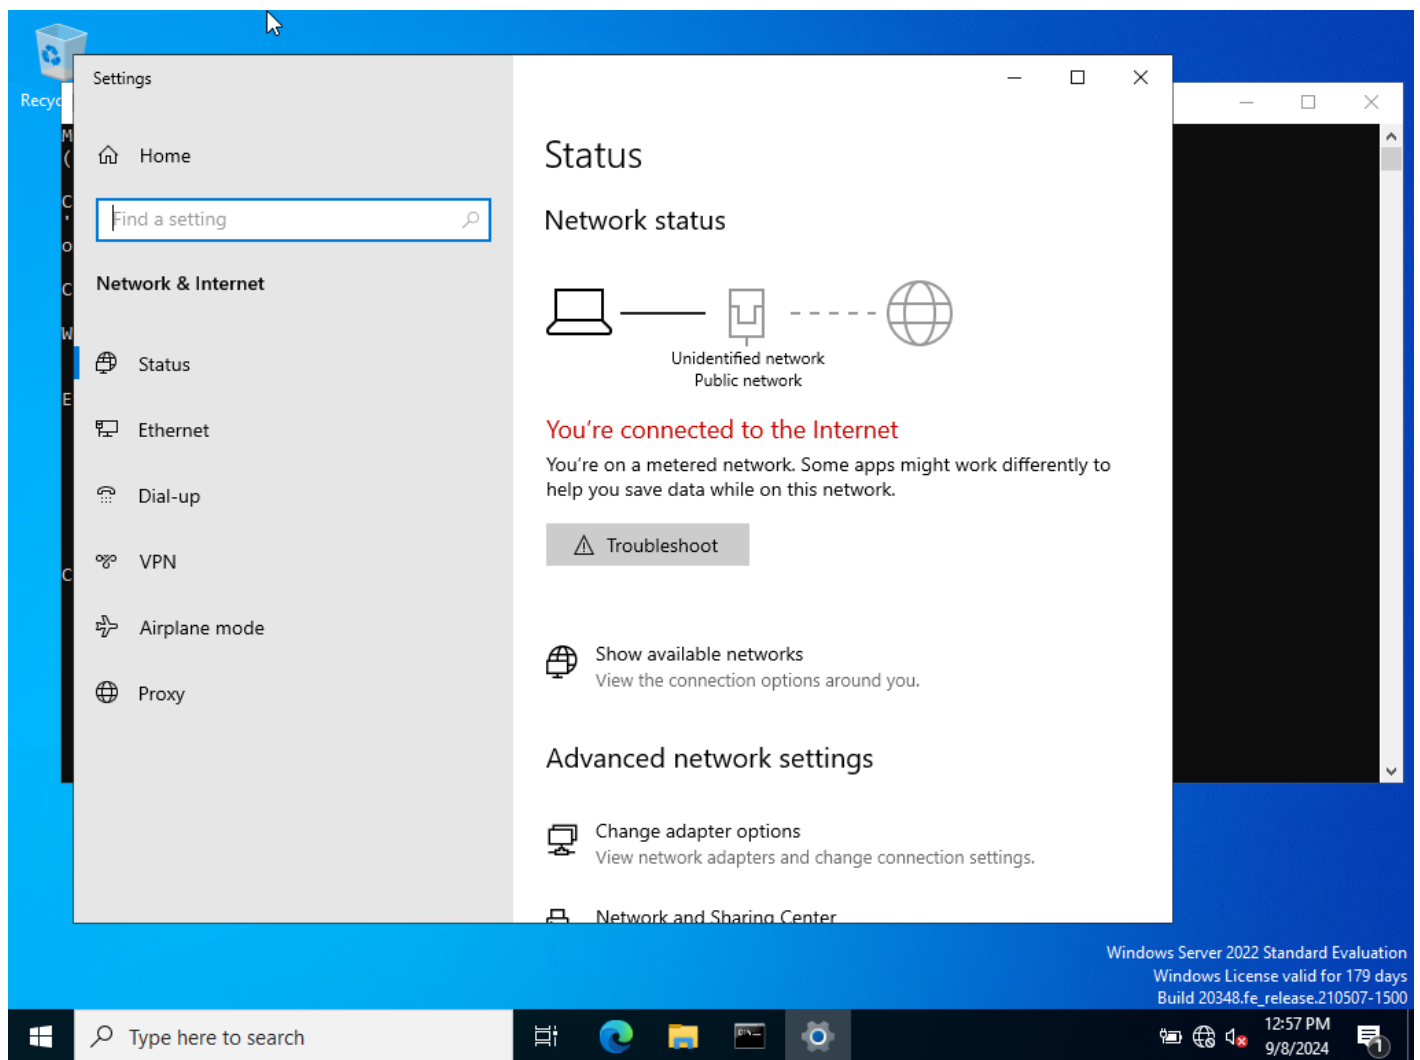 Recyc
Settings
Home
Find a setting
Network & Internet
Status
Ethernet
Dial-up
VPN
Airplane mode
Proxy
M
(
C
'
o
C
W
E
C
Status
Network status
Unidentified network
Public network
You're connected to the Internet
You're on a metered network. Some apps might work differently to
help you save data while on this network.
Troubleshoot
Show available networks
View the connection options around you.
Advanced network settings
Change adapter options
View network adapters and change connection settings.
Network and Sharing Center
Windows Server 2022 Standard Evaluation
Windows License valid for 179 days
Build 20348.fe_release.210507-1500
Type here to search
12:57 PM
9/8/2024
1